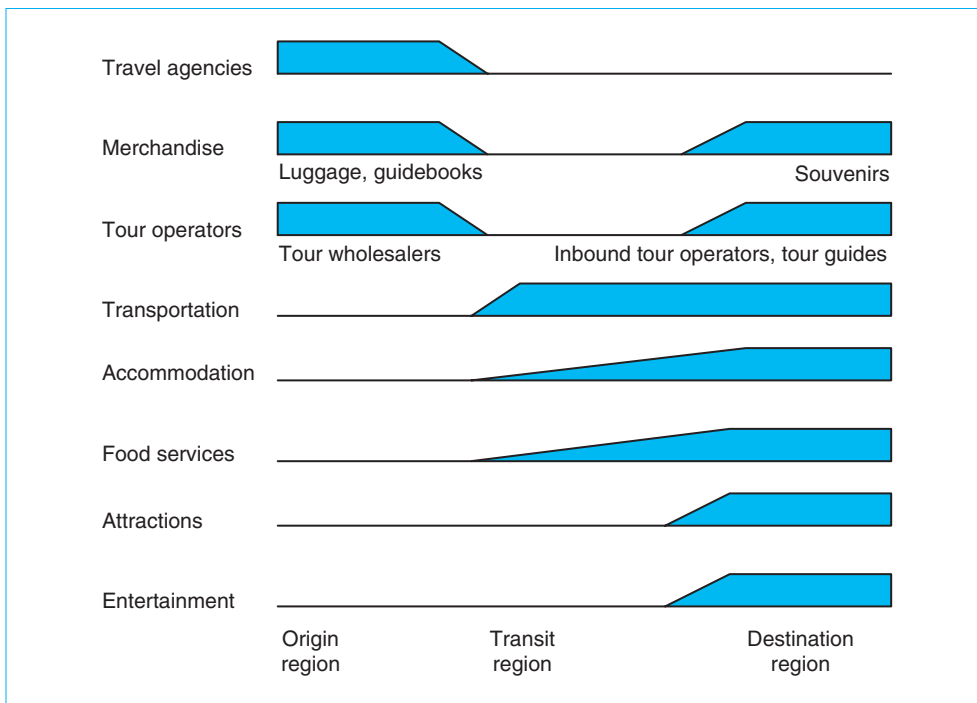 Travel agencies
Merchandise
Luggage, guidebooks Souvenirs
Tour operators
Tour wholesalers Inbound tour operators, tour guides
Transportation
Accommodation
Food services
Attractions
Entertainment
Origin Transit Destination
region region region